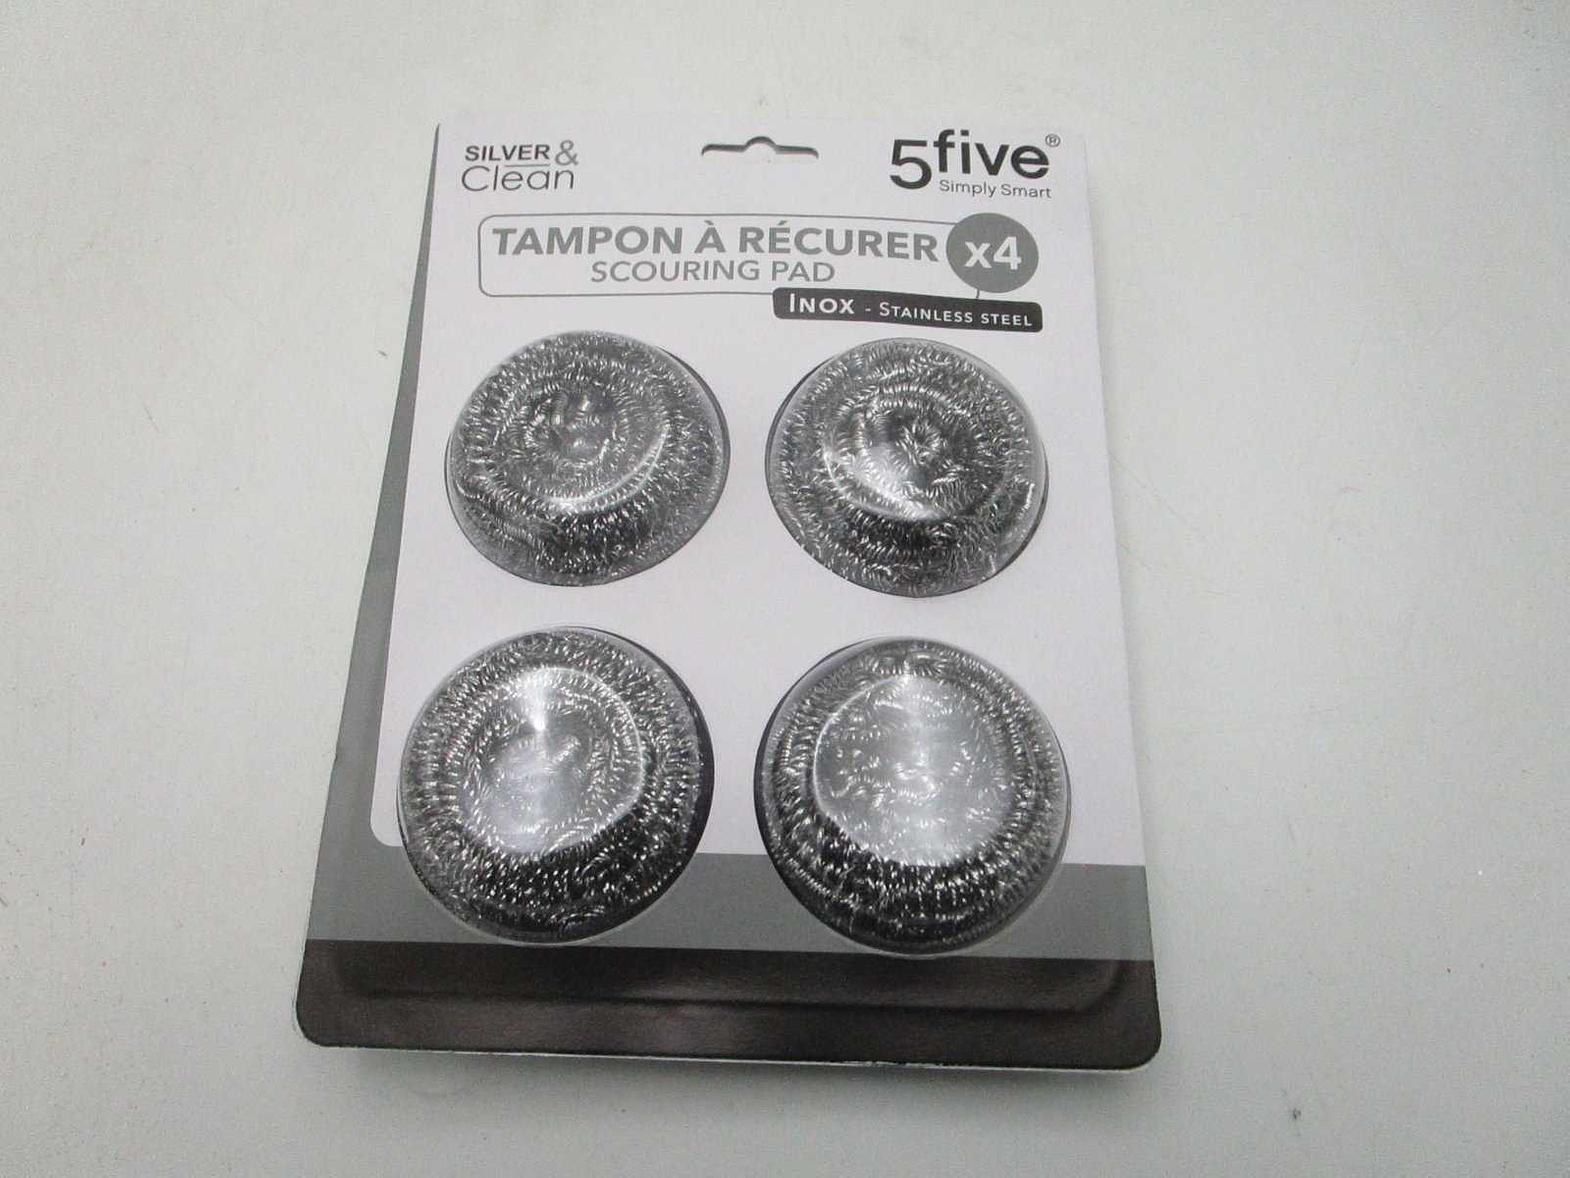 SILVER &
Clean
5five®
Simply Smart
TAMPON À RÉCURER x4
SCOURING PAD
INOX - STAINLESS STEEL